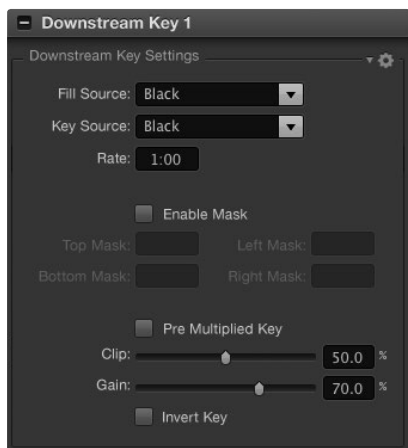 Downstream Key 1
Downstream Key Settings
Fill Source: Black
Key Source: Black
Rate: 1:00
Enable Mask
Top Mask: Left Mask:
Bottom Mask: Right Mask:
Pre Multiplied Key
Clip: 50.0 %
Gain: 70.0 %
Invert Key